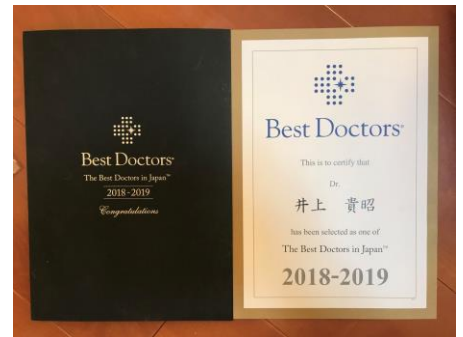 Best Doctors®
The Best Doctors in Japan™
2018-2019
Congratulations
Best Doctors®
This is to certify that
Dr.
井上 貴昭
has been selected as one of
The Best Doctors in Japan™
2018-2019